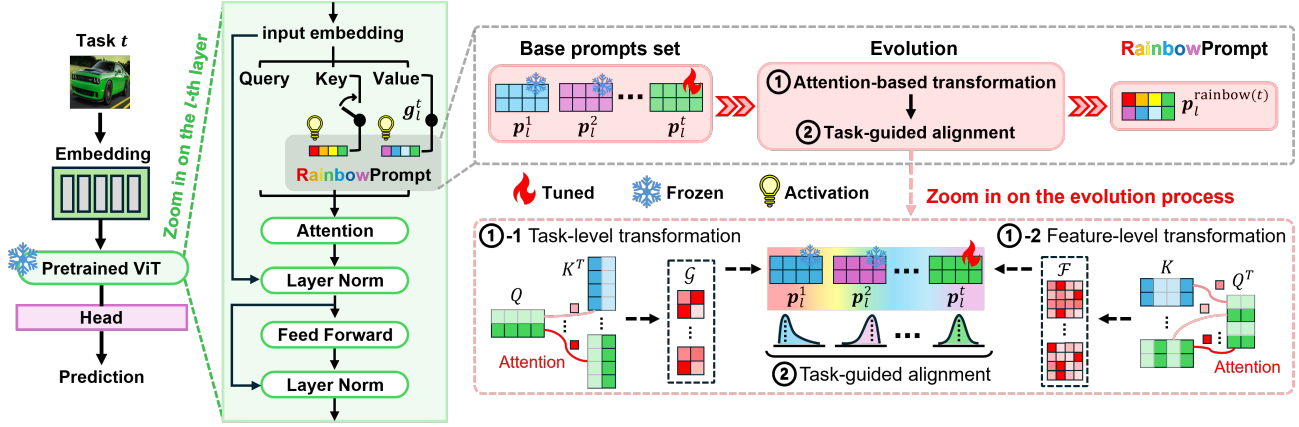 Task t
Embedding
Pretrained ViT
Head
Prediction
Zoom in on the l-th layer
input embedding
Query Key Value
g_l^t
RainbowPrompt
Attention
Layer Norm
Feed Forward
Layer Norm
Base prompts set
p_l^1 p_l^2 ... p_l^t
Evolution
① Attention-based transformation
② Task-guided alignment
RainbowPrompt
p_l^rainbow(t)
Tuned Frozen Activation
Zoom in on the evolution process
①-1 Task-level transformation
Q K^T
Attention
G
p_l^1 p_l^2 ... p_l^t
② Task-guided alignment
①-2 Feature-level transformation
F
K Q^T
Attention